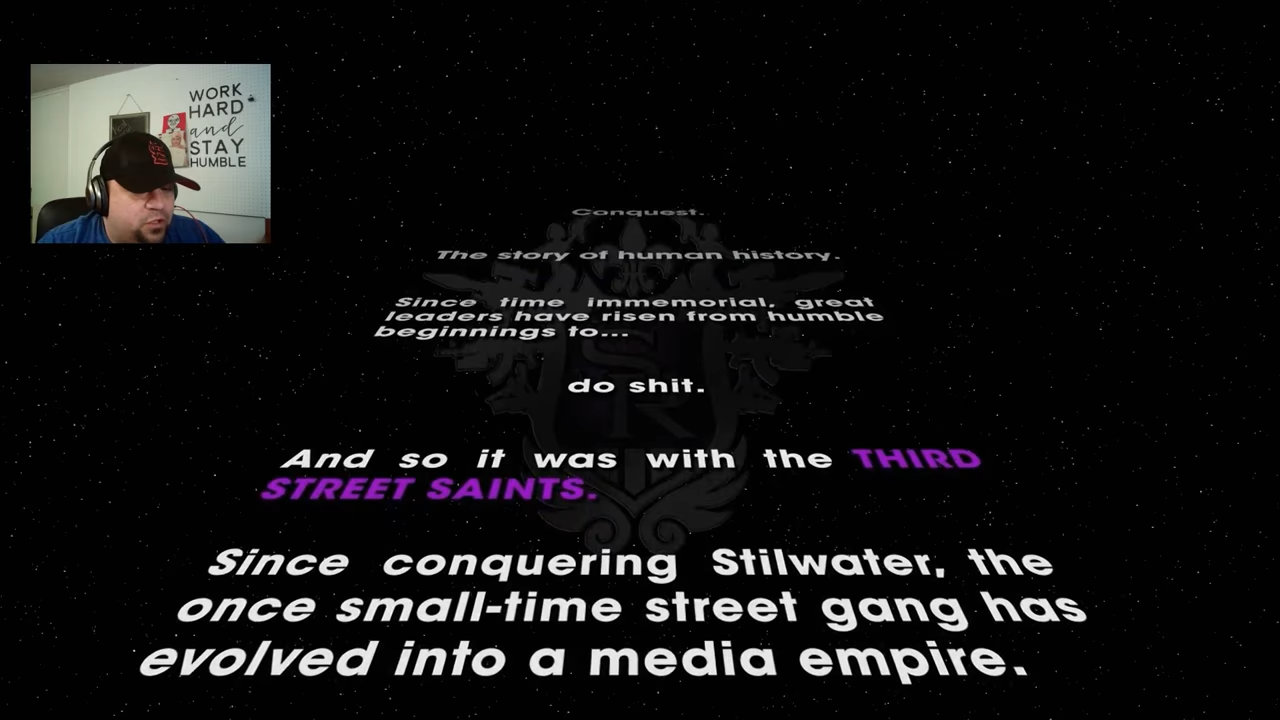 WORK
HARD
and
STAY
HUMBLE
Conquest.
The story of human history.
Since time immemorial, great
leaders have risen from humble
beginnings to...
do shit.
And so it was with the THIRD
STREET SAINTS.
Since conquering Stilwater, the
once small-time street gang has
evolved into a media empire.
SR